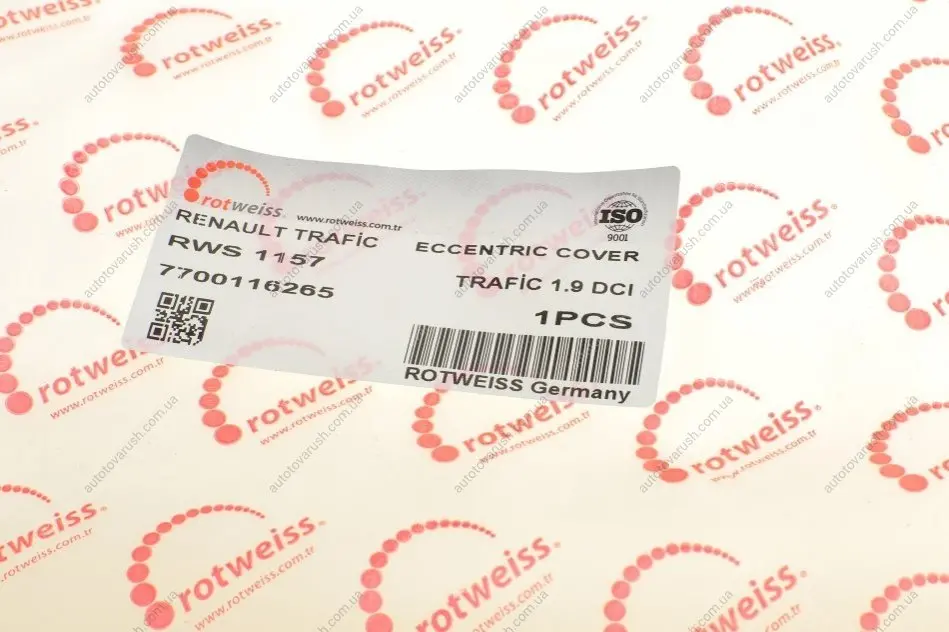 rotweiss.
www.rotweiss.com.tr
RENAULT TRAFİC
RWS 1157
7700116265
ISO
9001
ECCENTRIC COVER
TRAFİC 1.9 DCI
1PCS
ROTWEISS Germany
rotweiss.
www.rotweiss.com.tr
autotovarush.com.ua